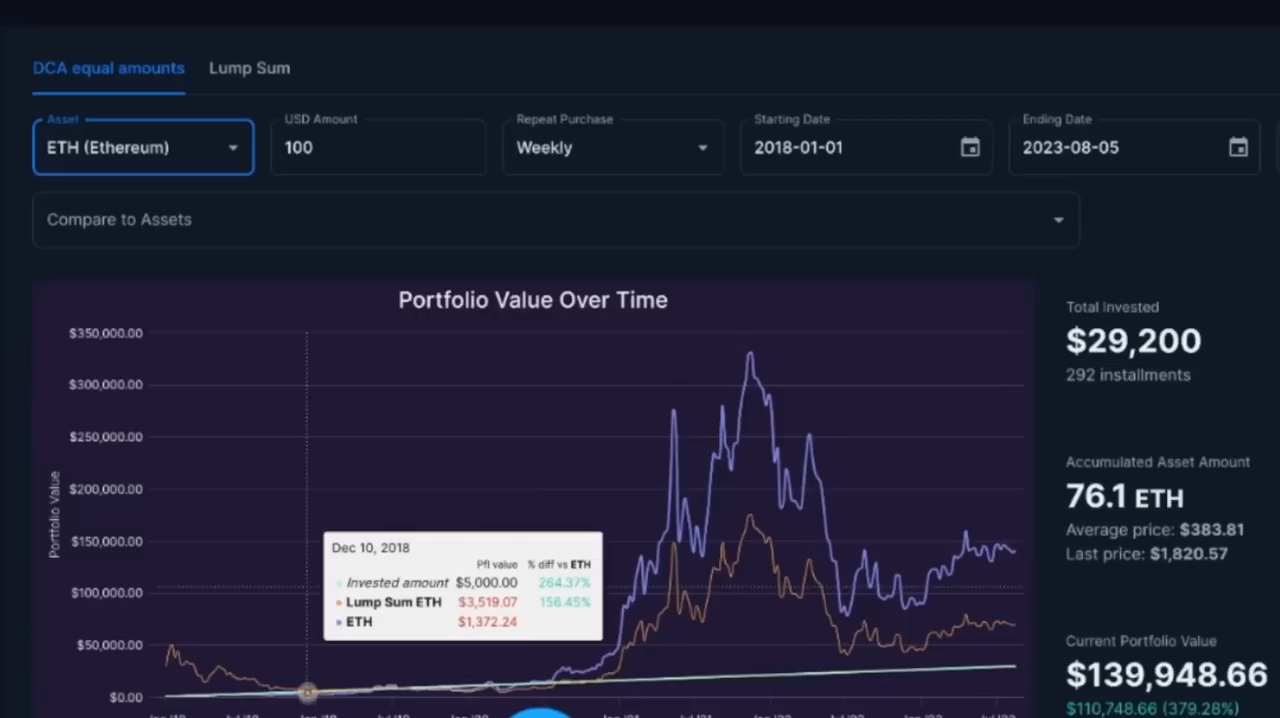 DCA equal amounts Lump Sum
Asset USD Amount Repeat Purchase Starting Date Ending Date
ETH (Ethereum) 100 Weekly 2018-01-01 2023-08-05
Compare to Assets
Portfolio Value Over Time
Portfolio Value
$350,000.00
$300,000.00
$250,000.00
$200,000.00
$150,000.00
$100,000.00
$50,000.00
$0.00
Dec 10, 2018
Pfl value % diff vs ETH
Invested amount $5,000.00 264.37%
Lump Sum ETH $3,519.07 156.45%
ETH $1,372.24
Total Invested
$29,200
292 installments
Accumulated Asset Amount
76.1 ETH
Average price: $383.81
Last price: $1,820.57
Current Portfolio Value
$139,948.66
$110,748.66 (379.28%)